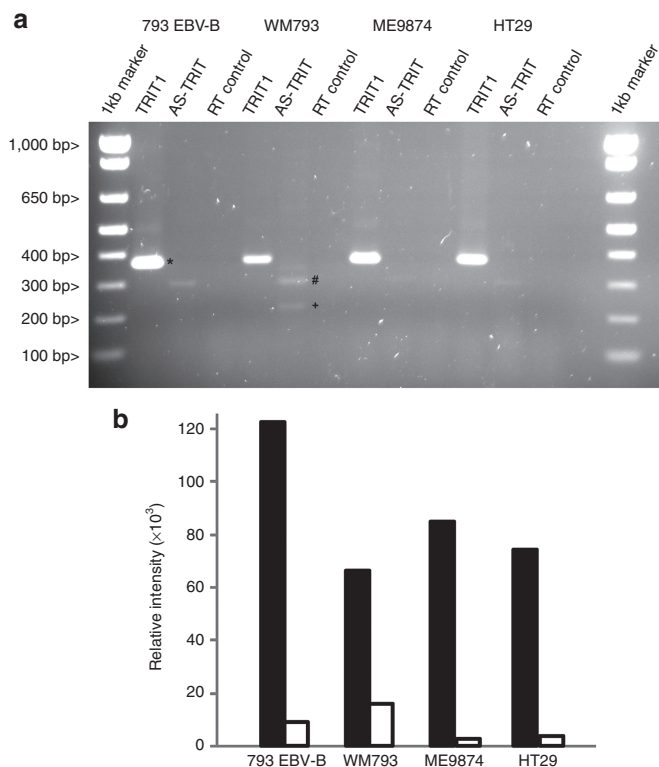 a
793 EBV-B WM793 ME9874 HT29
1kb marker
TRIT1
AS-TRIT
RT control
TRIT1
AS-TRIT
RT control
TRIT1
AS-TRIT
RT control
TRIT1
AS-TRIT
RT control
1kb marker
1,000 bp>
650 bp>
400 bp>
300 bp>
200 bp>
100 bp>
*
#
+
b
Relative intensity (×10³)
120
100
80
60
40
20
0
793 EBV-B WM793 ME9874 HT29